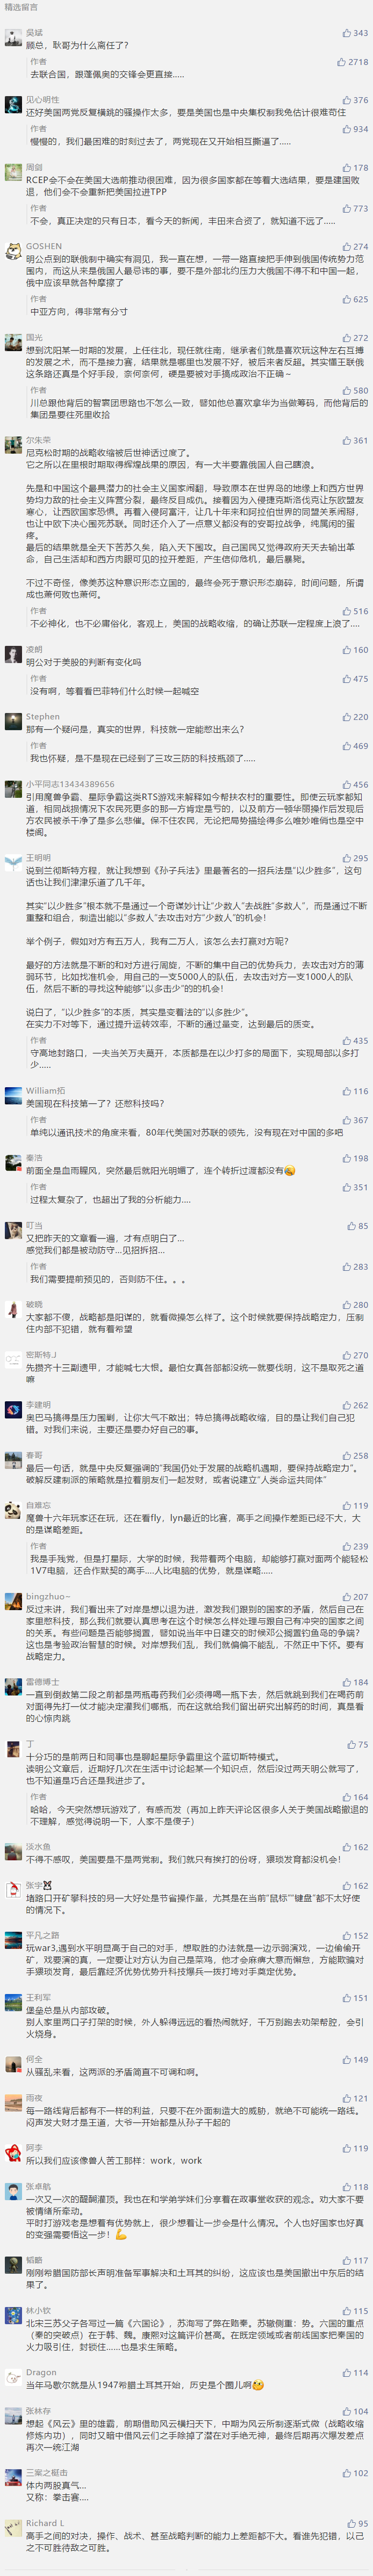 精选留言
吳斌
343
顾总，耿哥为什么离任了？
作者
2718
去联合国，跟蓬佩奥的交锋会更直接.....
见心明性
376
还好美国两党反复横跳的骚操作太多，要是美国也是中央集权制我免估计很难苟住
作者
934
慢慢的，我们最困难的时刻过去了，两党现在又开始相互撕逼了.....
周剑
178
RCEP会不会在美国大选前推动很困难，因为很多国家都在等着大选结果，要是建国败
退，他们会不会重新把美国拉进TPP
作者
773
不会，真正决定的只有日本，看今天的新闻，丰田来合资了，就知道不远了.....
GOSHEN
274
明公点到的联俄制中确实有洞见，我一直在想，一带一路直接把手伸到俄国传统势力范
围内，而这从来是俄国人最忌讳的事，要不是外部北约压力大俄国不得不和中国一起，
俄中应该早就各种摩擦了
作者
625
中亚方向，得非常有分寸
国光
272
想到沈阳某一时期的发展，上任往北，现任就往南，继承者们就是喜欢玩这种左右互搏
的发展之术，而不是接力赛，结果就是哪里也发展不好，被后来者反超。其实懂王联俄
这条路还真是个好手段，奈何奈何，硬是要被对手搞成政治不正确～
作者
580
川总跟他背后的智囊团思路也不怎么一致，譬如他总喜欢拿华为当做筹码，而他背后的
集团是要往死里收拾
尔朱荣
361
尼克松时期的战略收缩被后世神话过度了。
它之所以在里根时期取得辉煌战果的原因，有一大半要靠俄国人自己瞎浪。
先是和中国这个最具潜力的社会主义国家闹翻，导致原本在世界岛的地缘上和西方世界
势均力敌的社会主义阵营分裂，最终反目成仇。接着因为入侵捷克斯洛伐克让东欧盟友
寒心，让西欧国家恐惧。再看入侵阿富汗，让几十年来和阿拉伯世界的同盟关系闹掰，
也让中欧下决心围死苏联。同时还介入了一点意义都没有的安哥拉战争，纯属闲的蛋
疼。
最后的结果就是全天下苦苏久矣，陷入天下围攻。自己国民又觉得政府天天去输出革
命，自己生活却和西方肉眼可见的拉开差距，产生信仰危机，最后暴毙。
不过不奇怪，像美苏这种意识形态立国的，最终会死于意识形态崩碎，时间问题，所谓
成也萧何败也萧何。
作者
516
不必神化，也不必庸俗化，客观上，美国的战略收缩，的确让苏联一定程度上浪了....
凌朗
160
明公对于美股的判断有变化吗
作者
475
没有啊，等着看巴菲特们什么时候一起喊空
Stephen
220
那有一个疑问是，真实的世界，科技就一定能憋出来么？
作者
469
我也怀疑，是不是现在已经到了三攻三防的科技瓶颈了.....
小平同志13434389656
456
引用魔兽争霸、星际争霸这类RTS游戏来解释如今帮扶农村的重要性。即使云玩家都知
道，相同战损情况下农民死更多的那一方肯定是亏的，以及前方一顿华丽操作后发现后
方农民被杀干净了是多么悲催。保不住农民，无论把局势描绘得多么唯妙唯俏也是空中
楼阁。
王明明
295
说到兰彻斯特方程，就让我想到《孙子兵法》里最著名的一招兵法是"以少胜多"，这句
话也让我们津津乐道了几千年。
其实"以少胜多"根本就不是通过一个奇谋妙计让"少数人"去战胜"多数人"，而是通过不断
重整和组合，制造出能以"多数人"去攻击对方"少数人"的机会！
举个例子，假如对方有五万人，我有二万人，该怎么去打赢对方呢？
最好的方法就是不断的和对方进行周旋，不断的集中自己的优势兵力，去攻击对方的薄
弱环节，比如找准机会，用自己的一支5000人的队伍，去攻击对方一支1000人的队
伍，然后不断的寻找这种能够"以多击少"的的机会！
说白了，"以少胜多"的本质，其实是变着法的"以多胜少"。
在实力不对等下，通过提升运转效率，不断的通过量变，达到最后的质变。
作者
435
守高地封路口，一夫当关万夫莫开，本质都是在以少打多的局面下，实现局部以多打
少.....
William拓
116
美国现在科技第一了？还憋科技吗？
作者
367
单纯以通讯技术的角度来看，80年代美国对苏联的领先，没有现在对中国的多吧
秦浩
198
前面全是血雨腥风，突然最后就阳光明媚了，连个转折过渡都没有
作者
351
过程太复杂了，也超出了我的分析能力....
叮当
85
又把昨天的文章看一遍，才有点明白了...
感觉我们都是被动防守...见招拆招...
作者
283
我们需要提前预见的，否则防不住。。。
破晓
280
大家都不傻，战略都是阳谋的，就看微操怎么样了。这个时候就要保持战略定力，压制
住内部不犯错，就有看希望
密斯特J
270
先攒齐十三副遗甲，才能喊七大恨。最怕女真各部都没统一就要伐明，这不是取死之道
嘛
李建明
262
奥巴马搞得是压力围剿，让你大气不敢出；特总搞得战略收缩，目的是让我们自己犯
错。对我们来说，主要还是要办好自己的事。
春哥
258
最后一句话，就是中央反复强调的"我国仍处于发展的战略机遇期，要保持战略定力"。
破解反建制派的策略就是拉着朋友们一起发财，或者说建立"人类命运共同体"
自难忘
119
魔兽十六年玩家还在玩，还在看fly，lyn最近的比赛，高手之间操作差距已经不大，大
的是谋略差距。
作者
239
我是手残党，但是打星际，大学的时候，我带着两个电脑，却能够打赢对面两个能轻松
1V7电脑，还合作默契的高手....人比电脑的优势，就是谋略.....
bingzhuo~
207
反过来讲，我们看出来了对岸是想以退为进，激发我们跟别的国家的矛盾，然后自己在
家里憋科技，那么我们就要认真思考在这个时候怎么样处理与跟自己有冲突的国家之间
的关系。有些问题是否能够搁置，譬如说当年中日建交的时候邓公搁置钓鱼岛的争端？
这也是考验政治智慧的时候。对岸想我们乱，我们就偏偏不能乱，不然正中下怀。要有
战略定力。
雷德博士
184
一直到倒数第二段之前都是两瓶毒药我们必须得喝一瓶下去，然后就跳到我们在喝药前
对面得先打一仗才能决定灌我们哪瓶，而在这就给我们留出研究出解药的时间，真是看
的心惊肉跳
丁
75
十分巧的是前两日和同事也是聊起星际争霸里这个蓝切斯特模式。
读明公文章后，近期好几次在生活中讨论起某一个知识点，然后没过两天明公就写了，
也不知道是巧合还是我进步了。
作者
164
哈哈，今天突然想玩游戏了，有感而发（再加上昨天评论区很多人关于美国战略撤退的
不理解，感觉得说明一下，人家不是傻子）
淡水鱼
162
不得不感叹，美国要是不是两党制。我们就只有挨打的份呀，猥琐发育都没机会！
张宇
162
堵路口开矿攀科技的另一大好处是节省操作量，尤其是在当前"鼠标""键盘"都不太好使
的情况下。
平凡之路
152
玩war3,遇到水平明显高于自己的对手，想取胜的办法就是一边示弱演戏，一边偷偷开
矿，戏要演的真，一定要让对方认为自己是菜鸡，他才会麻痹大意而懈怠，方能欺骗对
手猥琐发育，最后靠经济优势优势升科技爆兵一拨打垮对手奠定优势。
王利军
151
堡垒总是从内部攻破。
别人家里两口子打架的时候，外人躲得远远的看热闹就好，千万别跑去劝架帮腔，会引
火烧身。
何全
149
从骚乱来看，这两派的矛盾简直不可调和啊。
雨夜
121
每一路线背后都有不一样的利益，只要不在外面制造大的威胁，就绝不可能统一路线。
闷声发大财才是王道，大爷一开始都是从孙子干起的
阿李
119
所以我们应该像兽人苦工那样：work，work
张卓航
118
一次又一次的醍醐灌顶。我也在和学弟学妹们分享着在政事堂收获的观念。劝大家不要
被情绪所牵动。
平时打游戏老是想着有优势就上，很少想着让一步会是什么情况。个人也好国家也好真
的变强需要悟这一步！
韬韬
117
刚刚希腊国防部长声明准备军事解决和土耳其的纠纷，这应该也是美国撤出中东后的结
果了。
林小钦
115
北宋三苏父子各写过一篇《六国论》，苏洵写了弊在赂秦。苏辙侧重：势。六国的重点
（秦的突破点）在于韩、魏。康熙对这篇评价甚高。在既定领域或者前线国家把秦国的
火力吸引住，封锁住......也是求生策略。
Dragon
114
当年马歇尔就是从1947希腊土耳其开始，历史是个圈儿啊
张林存
104
想起《风云》里的雄霸，前期借助风云横扫天下，中期为风云所制逐渐式微（战略收缩
修炼内功），同时又暗中借风云们之手除掉了潜在对手绝无神，最终后期再次爆发差点
再次一统江湖
三案之梃击
102
体内两股真气...
又称：拳击赛....
Richard L
95
高手之间的对决，操作、战术、甚至战略判断的能力上差距都不大。看谁先犯错，以己
之不可胜待敌之可胜。